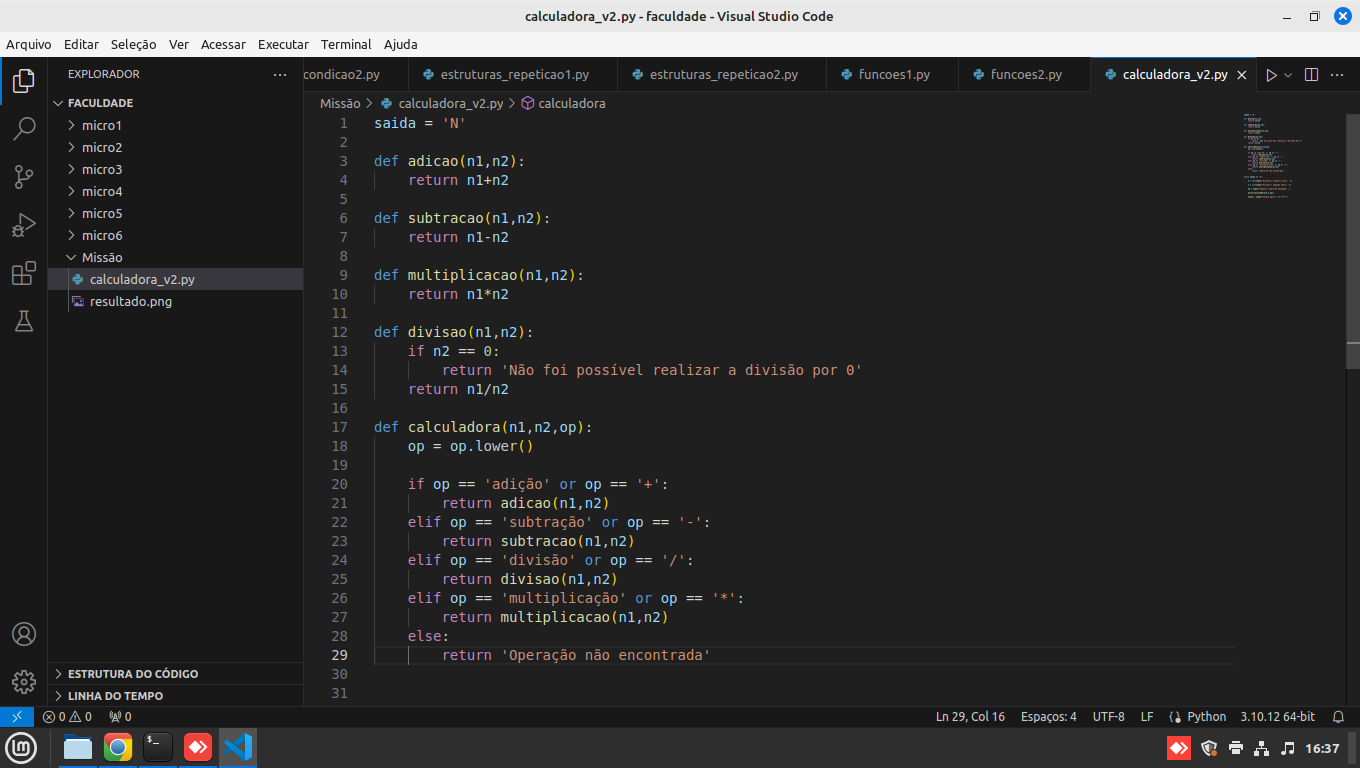 calculadora_v2.py - faculdade - Visual Studio Code
Arquivo Editar Seleção Ver Acessar Executar Terminal Ajuda
EXPLORADOR
FACULDADE
micro1
micro2
micro3
micro4
micro5
micro6
Missão
calculadora_v2.py
resultado.png
ESTRUTURA DO CÓDIGO
LINHA DO TEMPO
condicao2.py estruturas_repeticao1.py estruturas_repeticao2.py funcoes1.py funcoes2.py calculadora_v2.py
Missão > calculadora_v2.py > calculadora
1 saida = 'N'
2
3 def adicao(n1,n2):
4     return n1+n2
5
6 def subtracao(n1,n2):
7     return n1-n2
8
9 def multiplicacao(n1,n2):
10     return n1*n2
11
12 def divisao(n1,n2):
13     if n2 == 0:
14         return 'Não foi possível realizar a divisão por 0'
15     return n1/n2
16
17 def calculadora(n1,n2,op):
18     op = op.lower()
19
20     if op == 'adição' or op == '+':
21         return adicao(n1,n2)
22     elif op == 'subtração' or op == '-':
23         return subtracao(n1,n2)
24     elif op == 'divisão' or op == '/':
25         return divisao(n1,n2)
26     elif op == 'multiplicação' or op == '*':
27         return multiplicacao(n1,n2)
28     else:
29         return 'Operação não encontrada'
30
31
0 0 0 Ln 29, Col 16 Espaços: 4 UTF-8 LF Python 3.10.12 64-bit
16:37